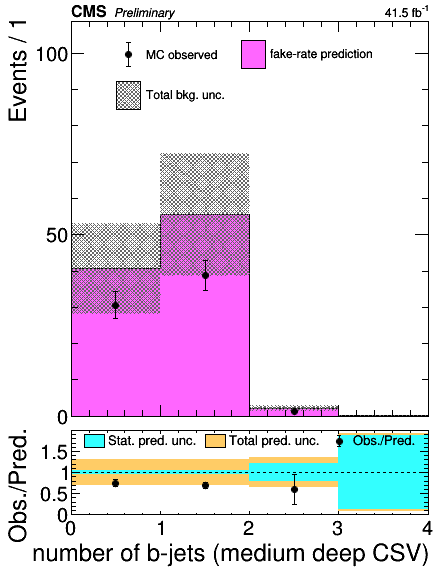 CMS Preliminary 41.5 fb⁻¹
Events / 1
100
MC observed fake-rate prediction
Total bkg. unc.
50
0
Obs./Pred.
Stat. pred. unc. Total pred. unc. Obs./Pred.
1.5
1
0.5
0
0 1 2 3 4
number of b-jets (medium deep CSV)